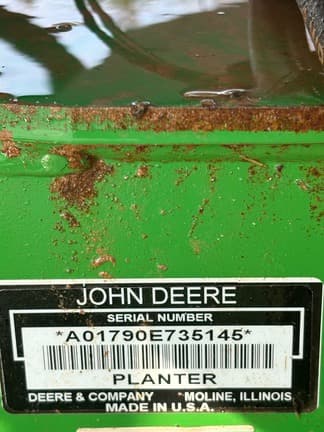 JOHN DEERE
SERIAL NUMBER
*A01790E735145*
PLANTER
DEERE & COMPANY MOLINE, ILLINOIS
MADE IN U.S.A.